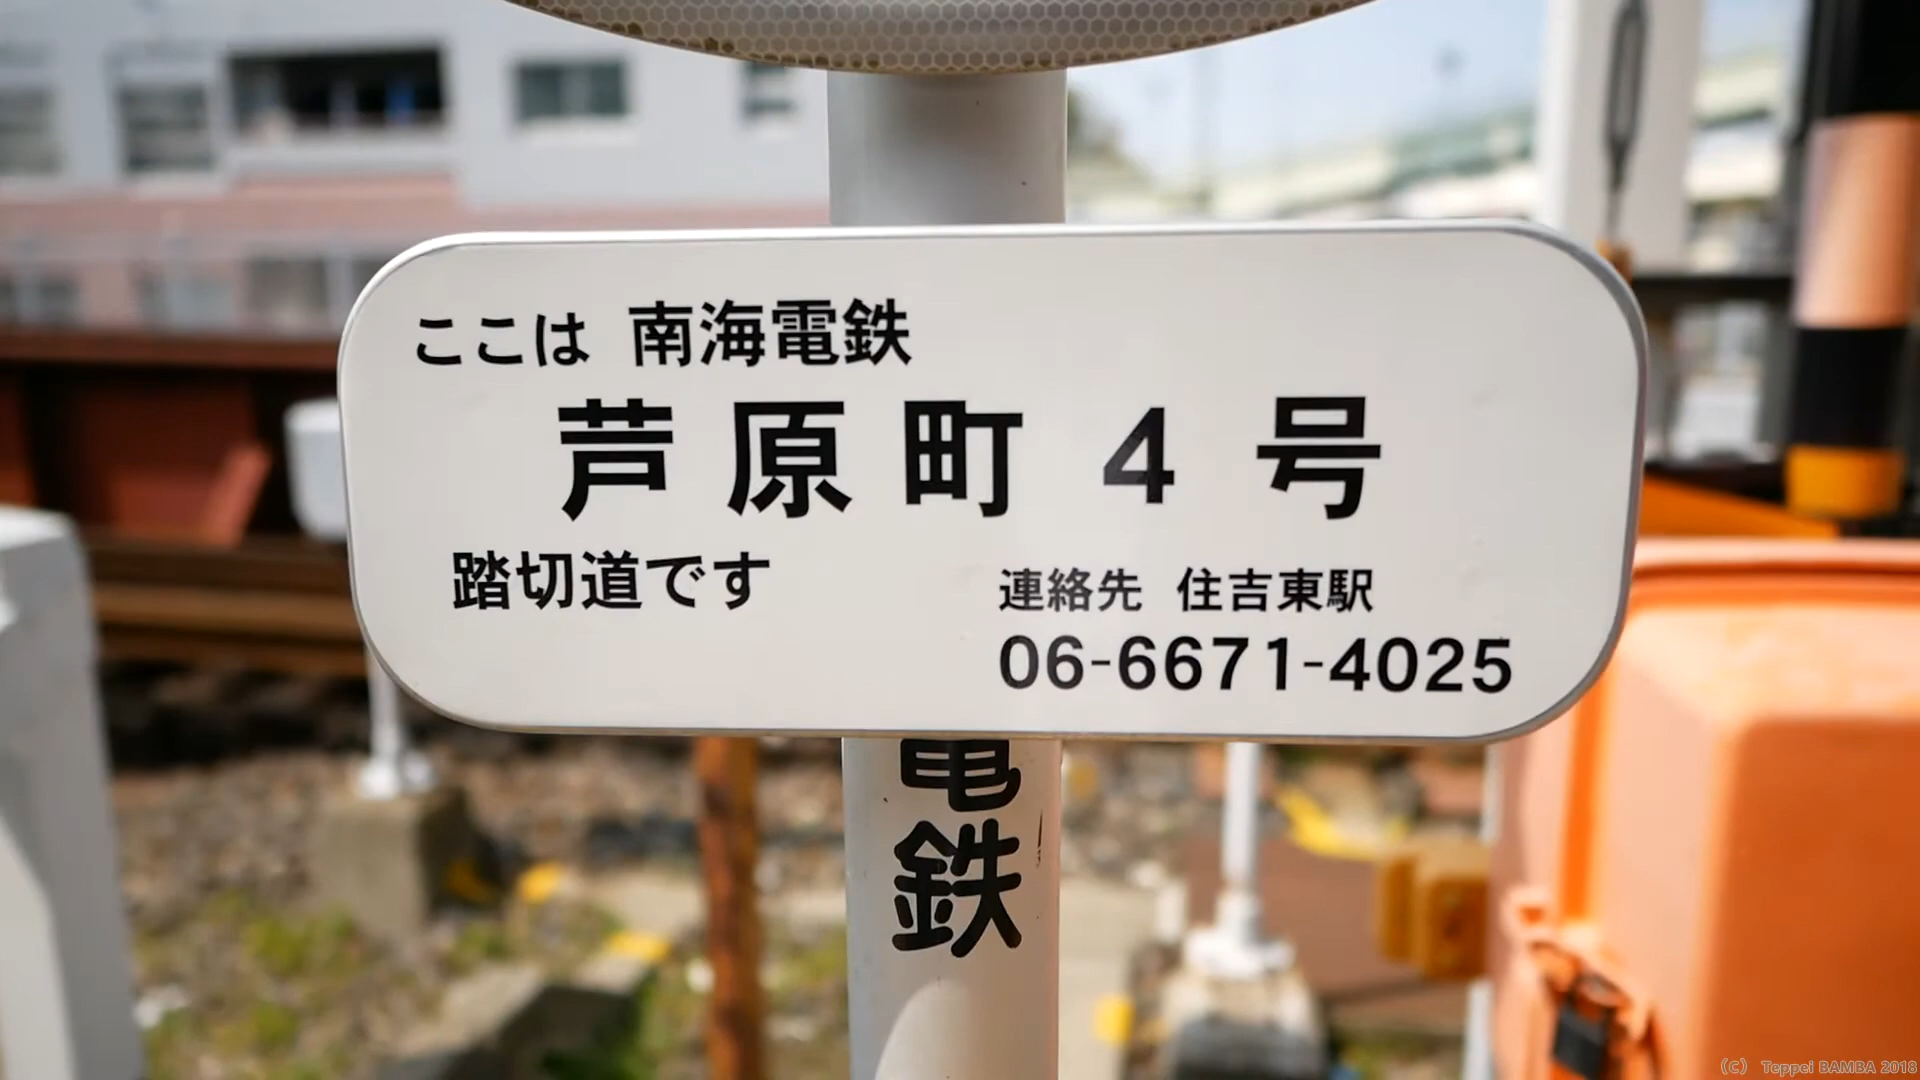 ここは 南海電鉄
芦原町4号
踏切道です
連絡先 住吉東駅
06-6671-4025
電鉄
(C) Teppei BAMBA 2018